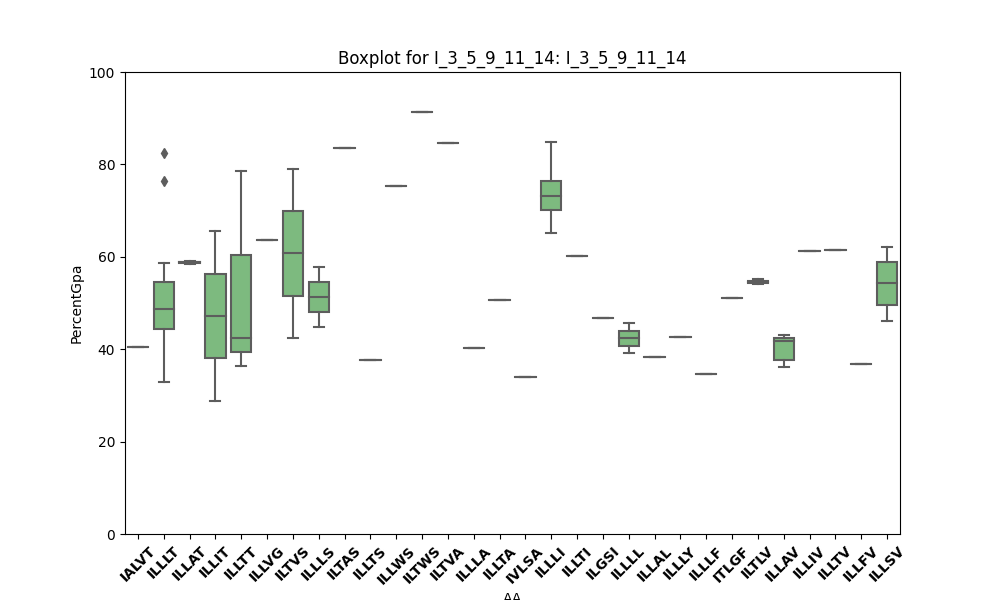 Boxplot for I_3_5_9_11_14: I_3_5_9_11_14
100
80
60
40
20
0
PercentGpa
IALVT ILLLT ILLAT ILLIT ILLTT ILLVG ILTVS ILLLS ILTAS ILLTS ILLWS ILTWS ILTVA ILLLA ILLTA IVLSA ILLLI ILLTI ILGSI ILLLL ILLAL ILLLY ILLLF ITLGF ILTLV ILLAV ILLIV ILLTV ILLFV ILLSV
AA